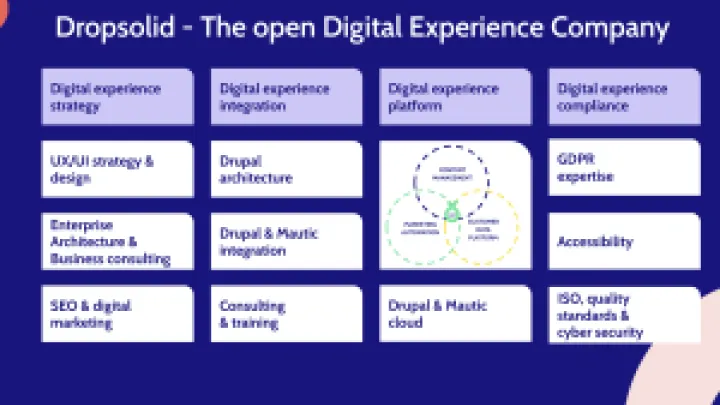 Dropsolid - The open Digital Experience Company
Digital experience
strategy
Digital experience
integration
Digital experience
platform
Digital experience
compliance
UX/UI strategy &
design
Drupal
architecture
CONTENT
MANAGEMENT
MARKETING
AUTOMATION
CUSTOMER
DATA
PLATFORM
GDPR
expertise
Enterprise
Architecture &
Business consulting
Drupal & Mautic
integration
Accessibility
SEO & digital
marketing
Consulting
& training
Drupal & Mautic
cloud
ISO, quality
standards &
cyber security